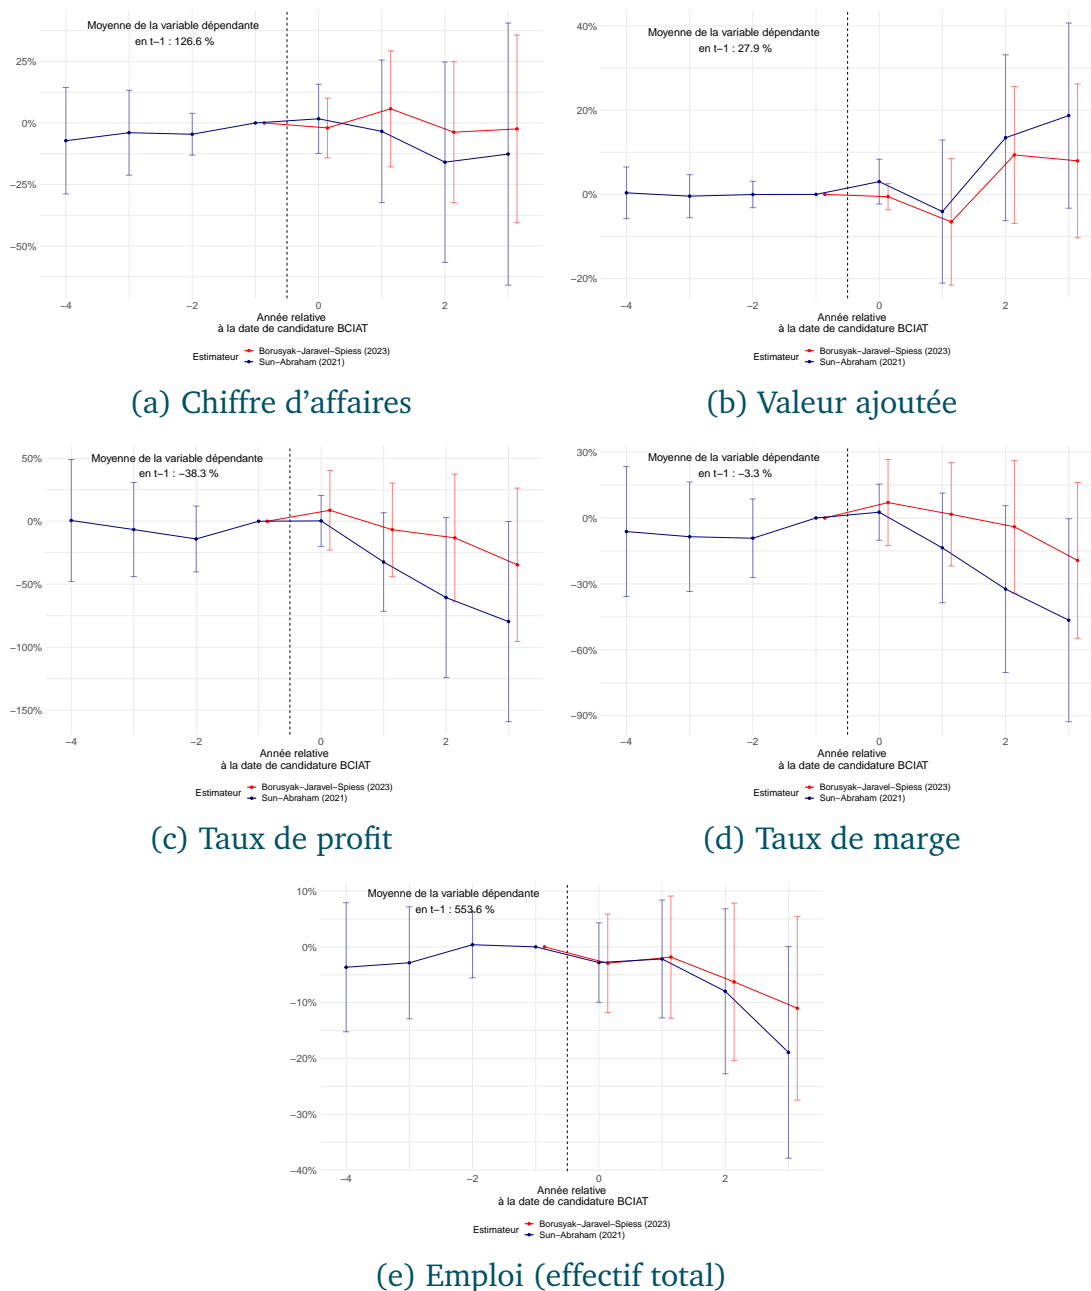 Moyenne de la variable dépendante
en t−1 : 126.6 %
25%
0%
−25%
−50%
−4
−2
0
2
Année relative
à la date de candidature BCIAT
Estimateur
Borusyak−Jaravel−Spiess (2023)
Sun−Abraham (2021)
(a) Chiffre d'affaires
Moyenne de la variable dépendante
en t−1 : 27.9 %
40%
20%
0%
−20%
−4
−2
0
2
Année relative
à la date de candidature BCIAT
Estimateur
Borusyak−Jaravel−Spiess (2023)
Sun−Abraham (2021)
(b) Valeur ajoutée
Moyenne de la variable dépendante
en t−1 : −38.3 %
50%
0%
−50%
−100%
−150%
−4
−2
0
2
Année relative
à la date de candidature BCIAT
Estimateur
Borusyak−Jaravel−Spiess (2023)
Sun−Abraham (2021)
(c) Taux de profit
Moyenne de la variable dépendante
en t−1 : −3.3 %
30%
0%
−30%
−60%
−90%
−4
−2
0
2
Année relative
à la date de candidature BCIAT
Estimateur
Borusyak−Jaravel−Spiess (2023)
Sun−Abraham (2021)
(d) Taux de marge
Moyenne de la variable dépendante
en t−1 : 553.6 %
10%
0%
−10%
−20%
−30%
−40%
−4
−2
0
2
Année relative
à la date de candidature BCIAT
Estimateur
Borusyak−Jaravel−Spiess (2023)
Sun−Abraham (2021)
(e) Emploi (effectif total)